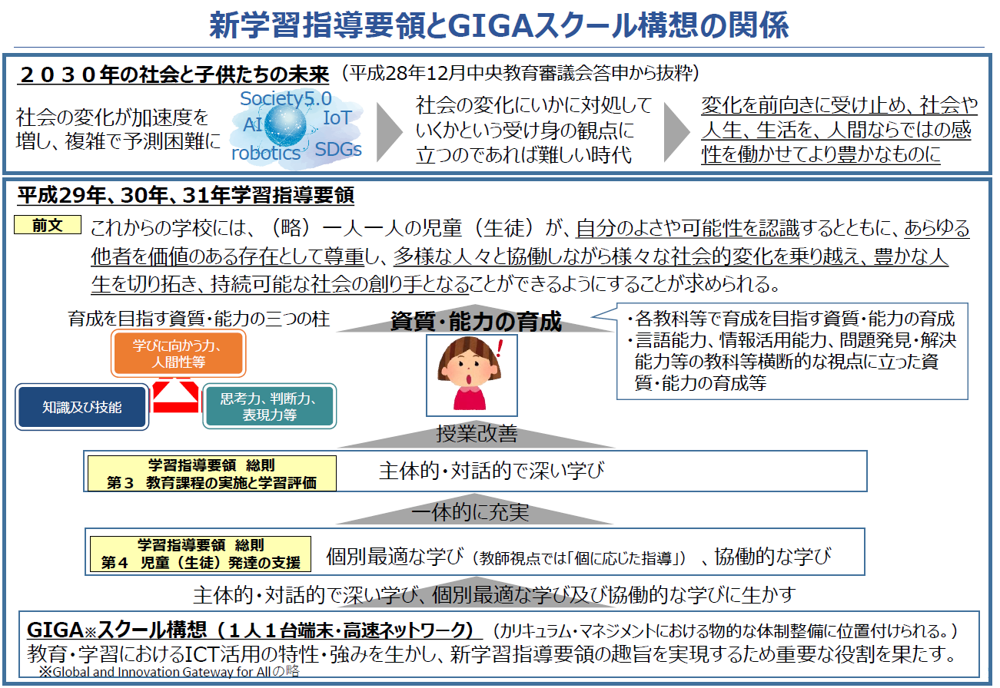 新学習指導要領とGIGAスクール構想の関係
２０３０年の社会と子供たちの未来（平成28年12月中央教育審議会答申から抜粋）
社会の変化が加速度を
増し、複雑で予測困難に
Society5.0
AI
IoT
robotics
SDGs
社会の変化にいかに対処して
いくかという受け身の観点に
立つのであれば難しい時代
変化を前向きに受け止め、社会や
人生、生活を、人間ならではの感
性を働かせてより豊かなものに
平成29年、30年、31年学習指導要領
前文
これからの学校には、（略）一人一人の児童（生徒）が、自分のよさや可能性を認識するとともに、あらゆる
他者を価値のある存在として尊重し、多様な人々と協働しながら様々な社会的変化を乗り越え、豊かな人
生を切り拓き、持続可能な社会の創り手となることができるようにすることが求められる。
育成を目指す資質・能力の三つの柱
学びに向かう力、
人間性等
知識及び技能
思考力、判断力、
表現力等
資質・能力の育成
・各教科等で育成を目指す資質・能力の育成
・言語能力、情報活用能力、問題発見・解決
能力等の教科等横断的な視点に立った資
質・能力の育成等
授業改善
学習指導要領　総則
第３　教育課程の実施と学習評価
主体的・対話的で深い学び
一体的に充実
学習指導要領　総則
第４　児童（生徒）発達の支援
個別最適な学び（教師視点では「個に応じた指導」）、協働的な学び
主体的・対話的で深い学び、個別最適な学び及び協働的な学びに生かす
GIGA※スクール構想（１人１台端末・高速ネットワーク）（カリキュラム・マネジメントにおける物的な体制整備に位置付けられる。）
教育・学習におけるICT活用の特性・強みを生かし、新学習指導要領の趣旨を実現するため重要な役割を果たす。
※Global and Innovation Gateway for Allの略